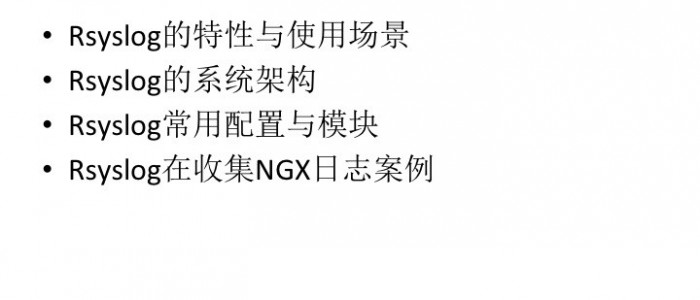 • Rsyslog的特性与使用场景
• Rsyslog的系统架构
• Rsyslog常用配置与模块
• Rsyslog在收集NGX日志案例